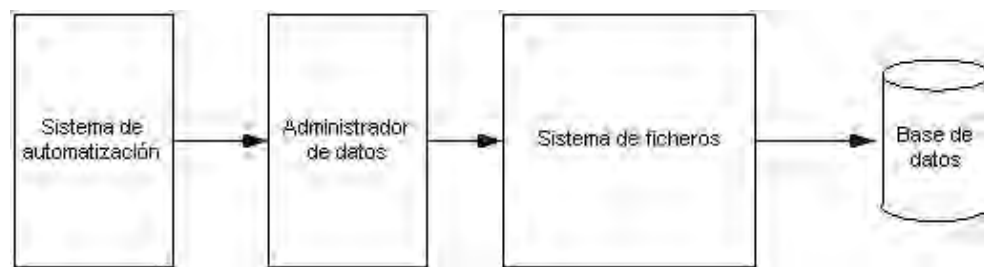 Sistema de
automatización
Administrador
de datos
Sistema de ficheros
Base de
datos